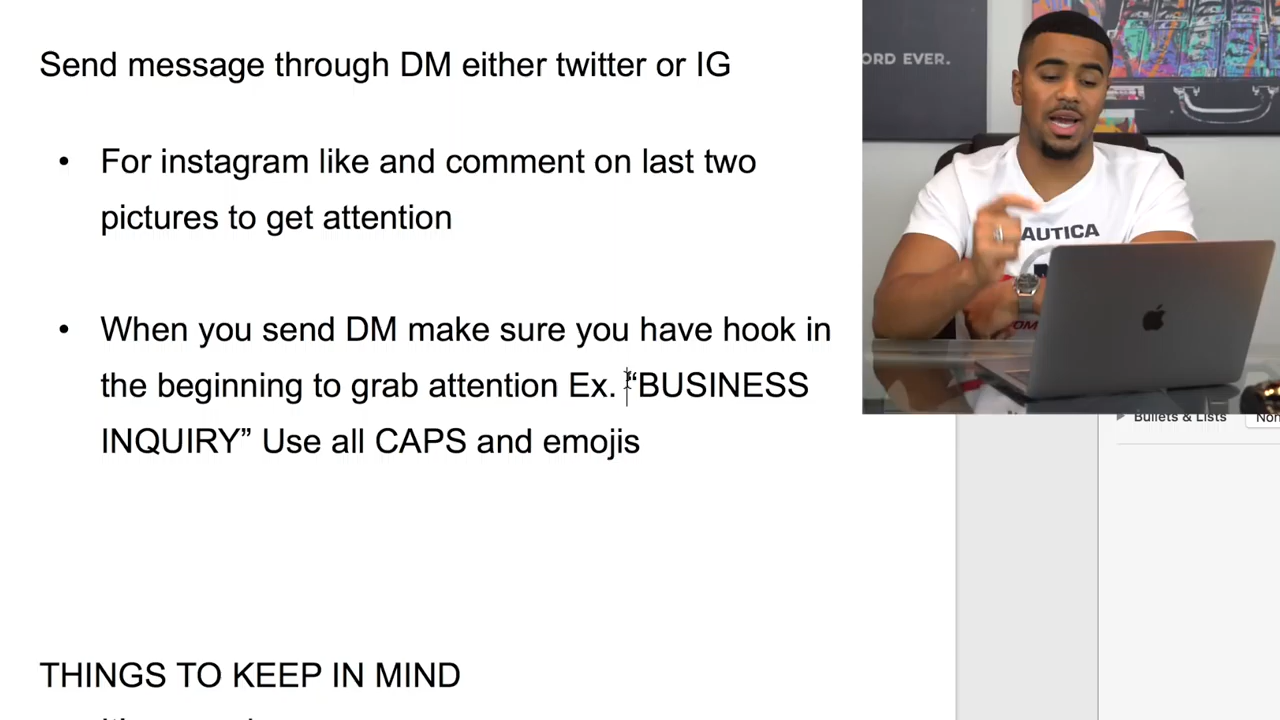 Send message through DM either twitter or IG
• For instagram like and comment on last two
pictures to get attention
• When you send DM make sure you have hook in
the beginning to grab attention Ex. “BUSINESS
INQUIRY” Use all CAPS and emojis
THINGS TO KEEP IN MIND
ORD EVER.
AUTICA
Bullets & Lists